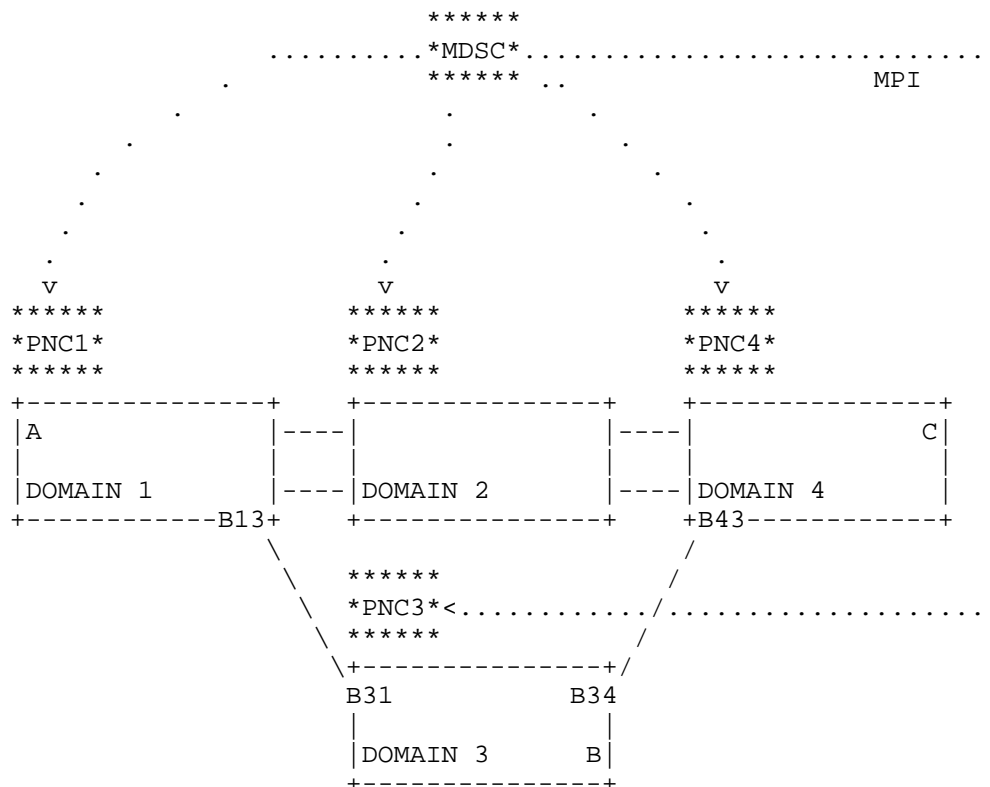 ******
..........*MDSC*.............................
. ****** .. MPI
. . .
. . .
. . .
. . .
. . .
. . .
v v v
****** ****** ******
*PNC1* *PNC2* *PNC4*
****** ****** ******
+---------------+ +---------------+ +---------------+
|A |----| |----| C|
| | | | | |
|DOMAIN 1 |----|DOMAIN 2 |----|DOMAIN 4 |
+------------B13+ +---------------+ +B43------------+
\ /
\ ****** /
\ *PNC3*<............/....................
\ ****** /
\+---------------+/
B31 B34
| |
|DOMAIN 3 B|
+---------------+